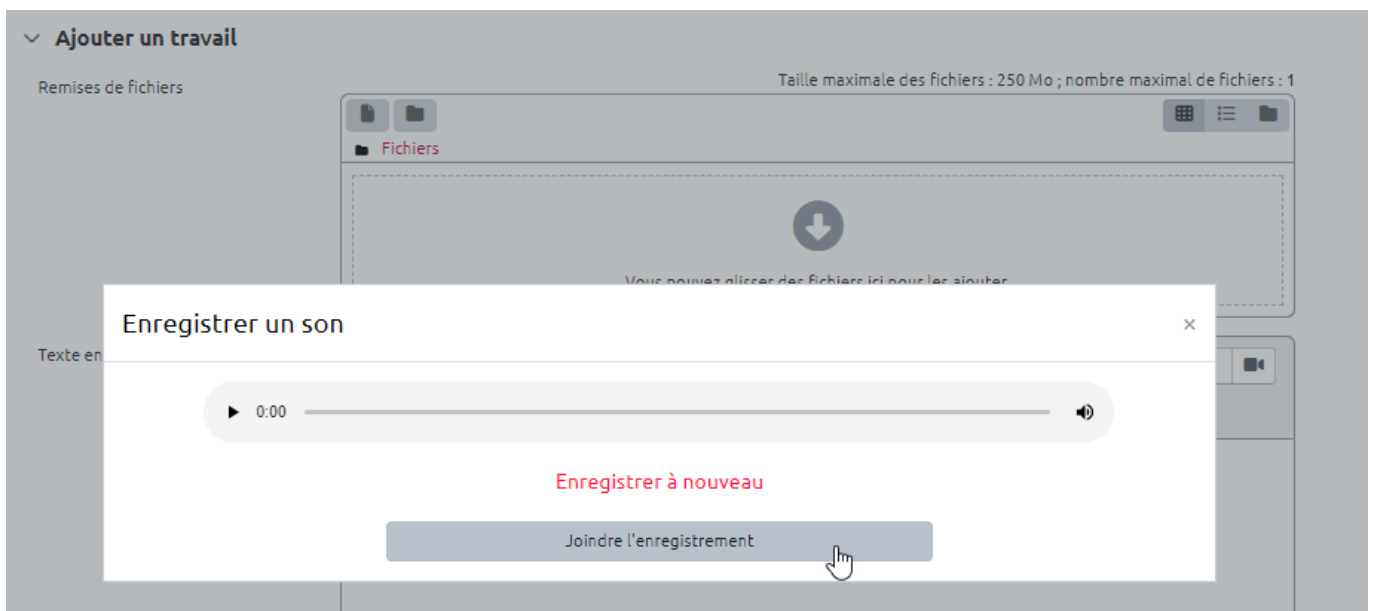 Ajouter un travail
Remises de fichiers
Taille maximale des fichiers : 250 Mo ; nombre maximal de fichiers : 1
Fichiers
Vous pouvez glisser des fichiers ici pour les ajouter
Enregistrer un son
×
Texte en
0:00
Enregistrer à nouveau
Joindre l'enregistrement